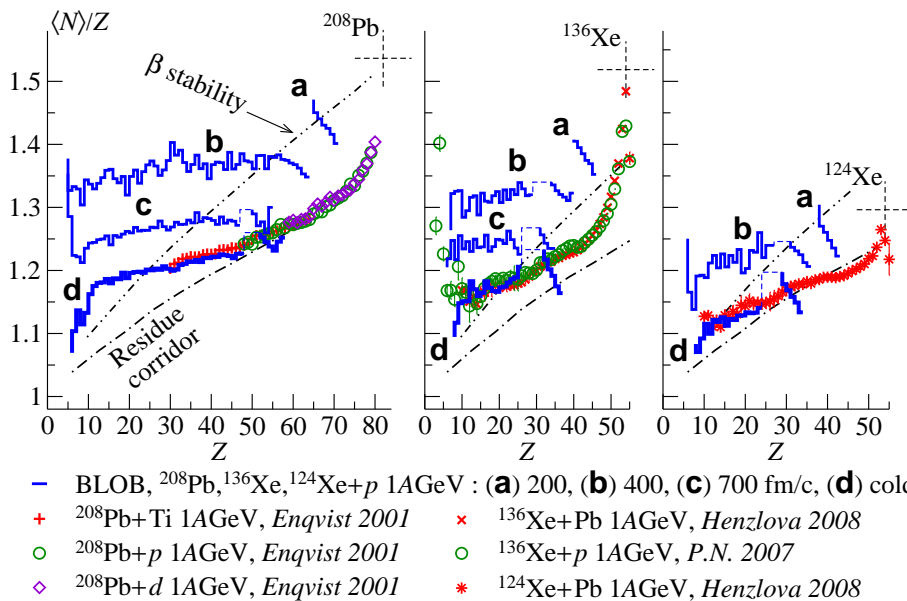 ⟨N⟩/Z
²⁰⁸Pb
¹³⁶Xe
¹²⁴Xe
1.5
1.4
1.3
1.2
1.1
1
β stability
Residue
corridor
a
b
c
d
a
b
c
d
a
b
d
0 10 20 30 40 50 60 70 80
0 10 20 30 40 50
0 10 20 30 40 50
Z
Z
Z
BLOB, ²⁰⁸Pb,¹³⁶Xe,¹²⁴Xe+p 1AGeV : (a) 200, (b) 400, (c) 700 fm/c, (d) cold
²⁰⁸Pb+Ti 1AGeV, Enqvist 2001
¹³⁶Xe+Pb 1AGeV, Henzlova 2008
²⁰⁸Pb+p 1AGeV, Enqvist 2001
¹³⁶Xe+p 1AGeV, P.N. 2007
²⁰⁸Pb+d 1AGeV, Enqvist 2001
¹²⁴Xe+Pb 1AGeV, Henzlova 2008